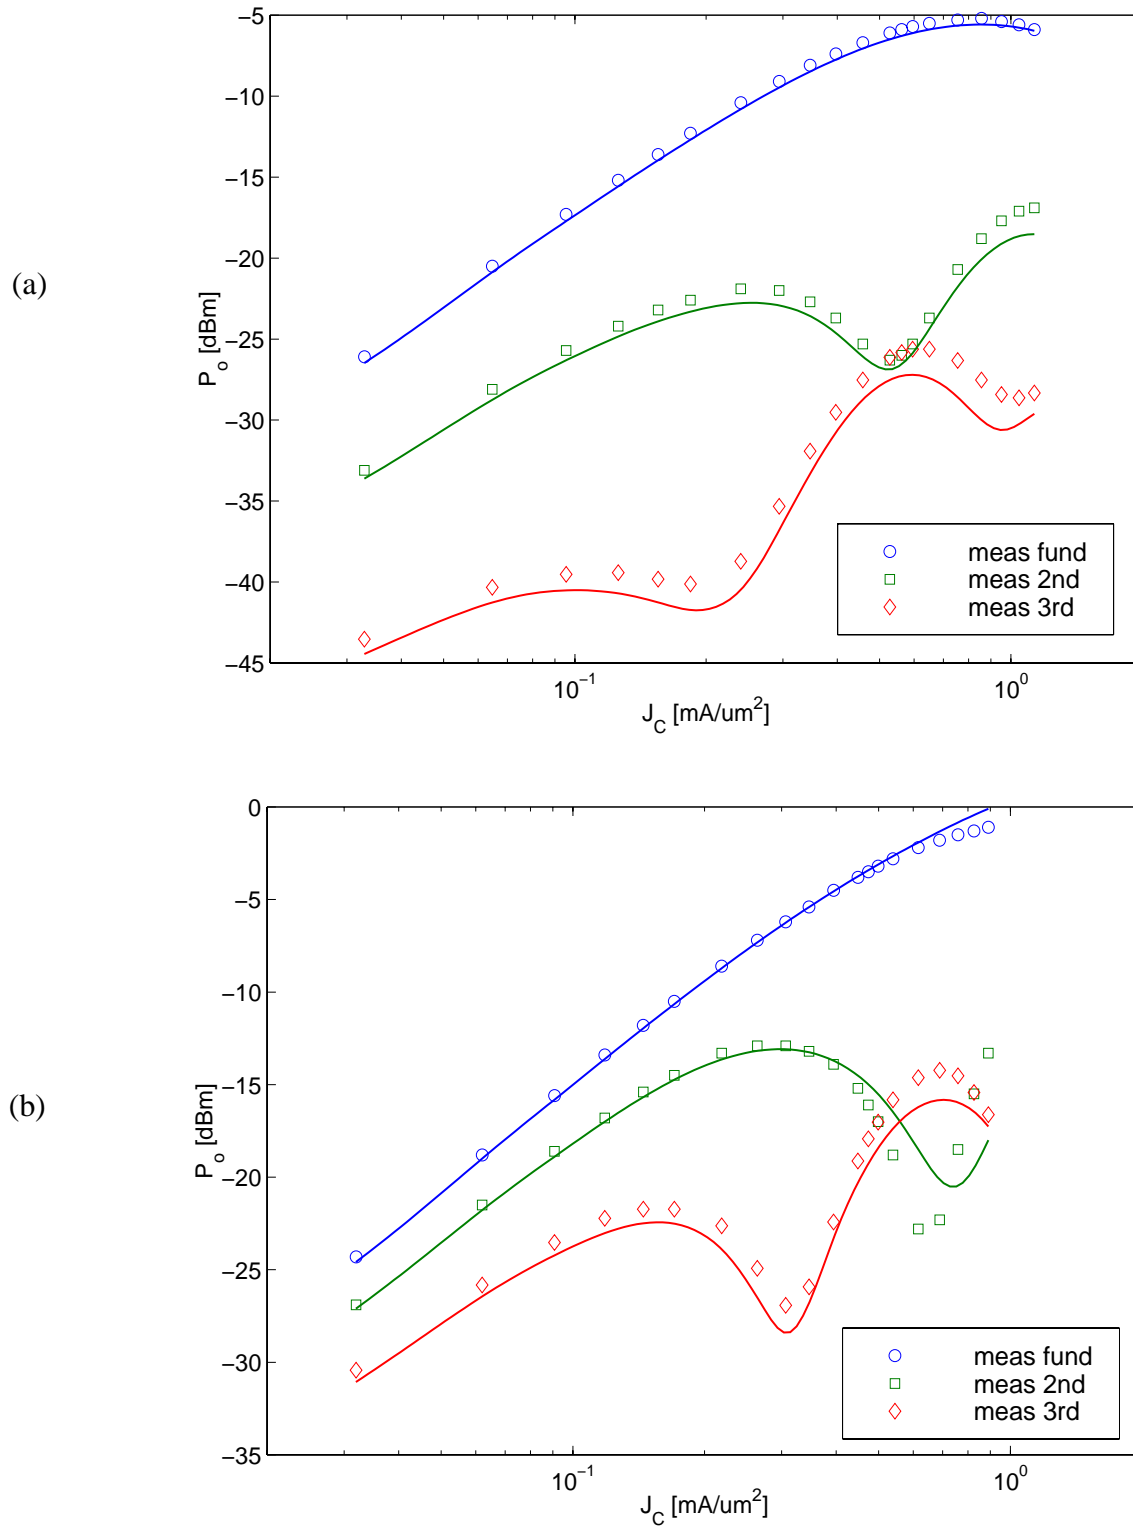 (a)
−5
−10
−15
−20
−25
−30
−35
−40
−45
P_o [dBm]
10^−1
10^0
J_C [mA/um^2]
meas fund
meas 2nd
meas 3rd
(b)
0
−5
−10
−15
−20
−25
−30
−35
P_o [dBm]
10^−1
10^0
J_C [mA/um^2]
meas fund
meas 2nd
meas 3rd